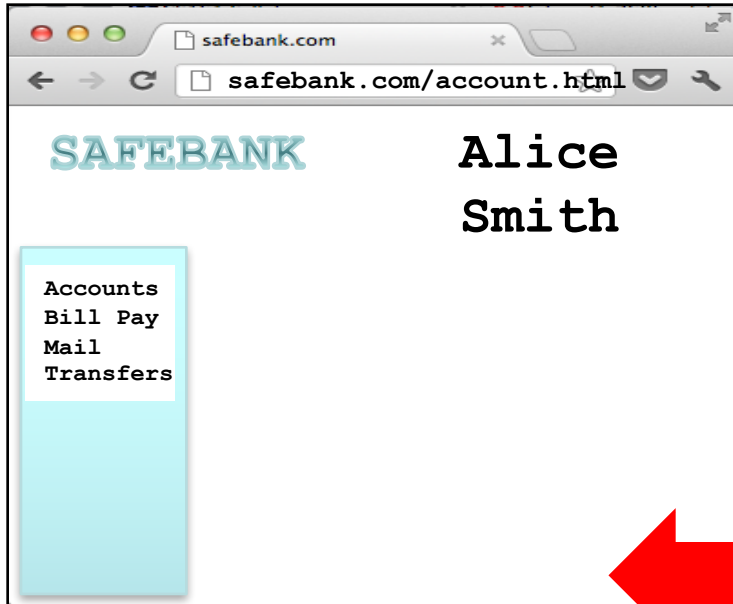 safebank.com
safebank.com/account.html
SAFEBANK
Alice
Smith
Accounts
Bill Pay
Mail
Transfers